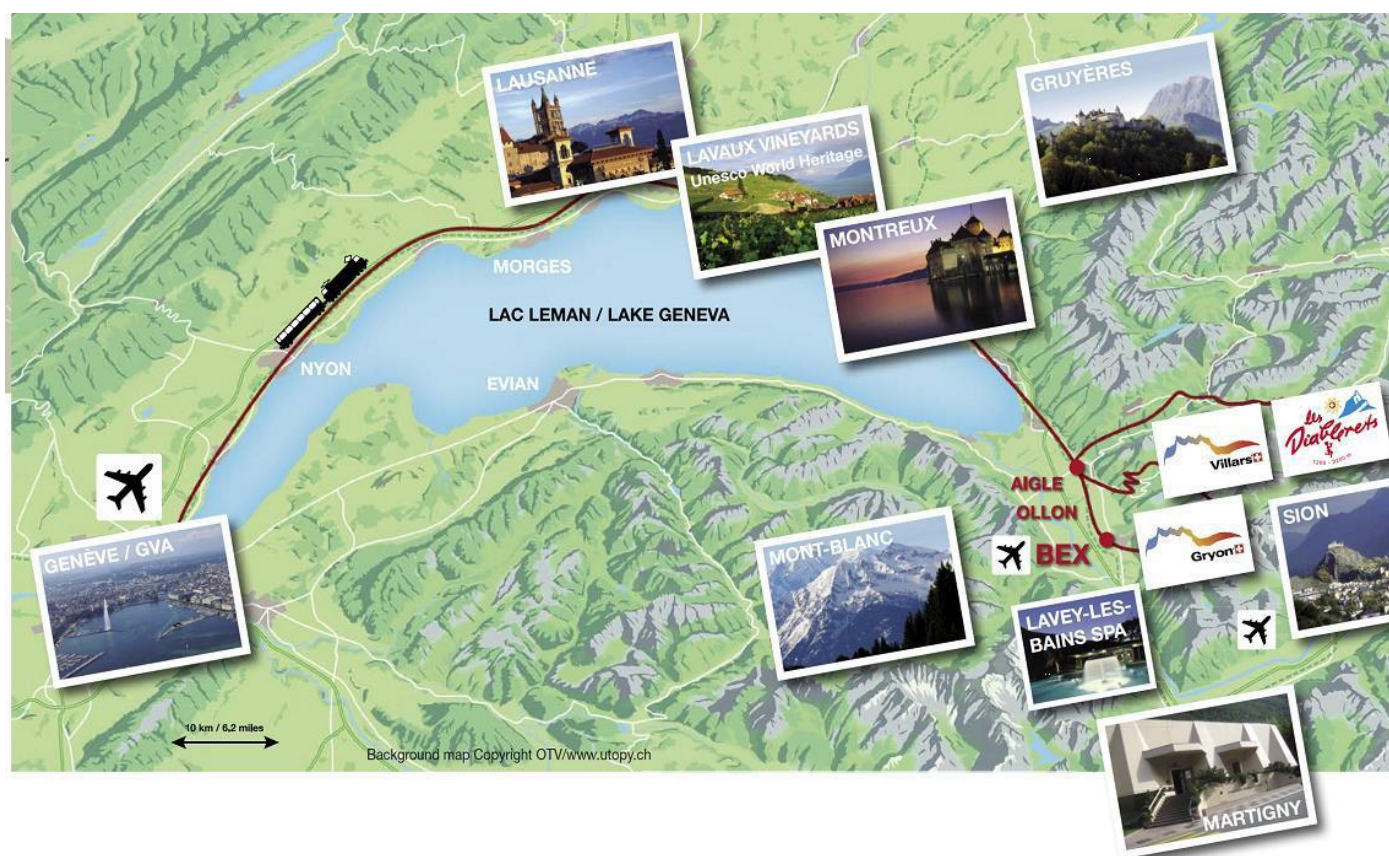 LAUSANNE
GRUYÈRES
LAVAUX VINEYARDS
Unesco World Heritage
MONTREUX
MORGES
LAC LEMAN / LAKE GENEVA
NYON
EVIAN
les
Diablerets
Villars
AIGLE
OLLON
BEX
Gryon
SION
GENÈVE / GVA
MONT-BLANC
LAVEY-LES-
BAINS SPA
10 km / 6,2 miles
Background map Copyright OTV/www.utopy.ch
MARTIGNY